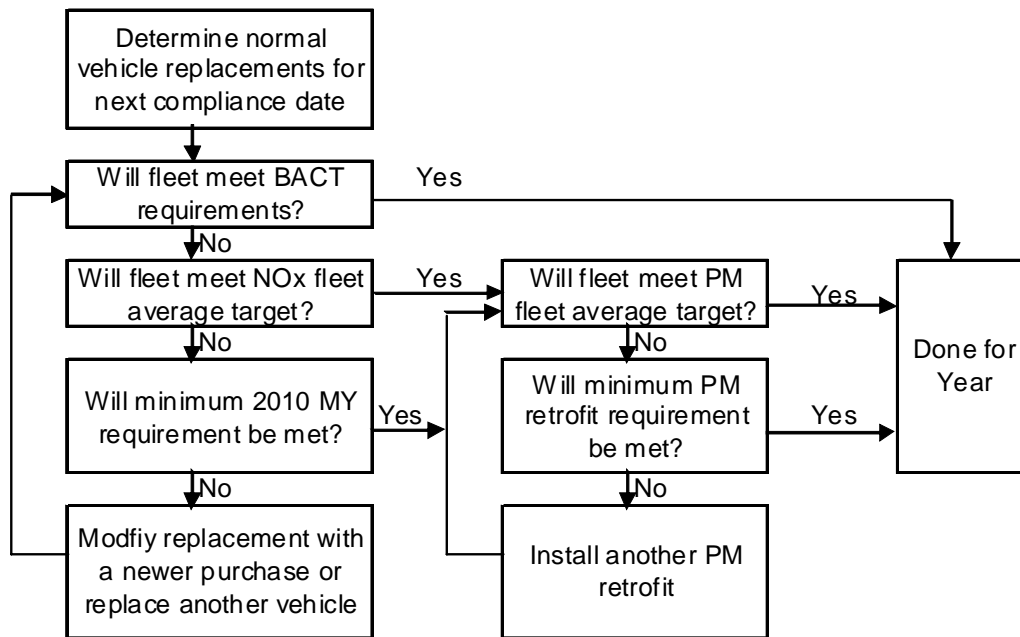 Determine normal
vehicle replacements for
next compliance date
Will fleet meet BACT
requirements?
Yes
No
Will fleet meet NOx fleet
average target?
Yes
Will fleet meet PM
fleet average target?
Yes
No
No
Done for
Year
Will minimum 2010 MY
requirement be met?
Yes
Will minimum PM
retrofit requirement
be met?
Yes
No
No
Modfiy replacement with
a newer purchase or
replace another vehicle
Install another PM
retrofit